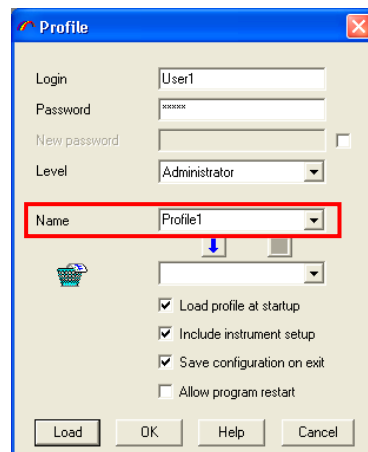 Profile
Login User1
Password xxxxx
New password
Level Administrator
Name Profile1
Load profile at startup
Include instrument setup
Save configuration on exit
Allow program restart
Load OK Help Cancel